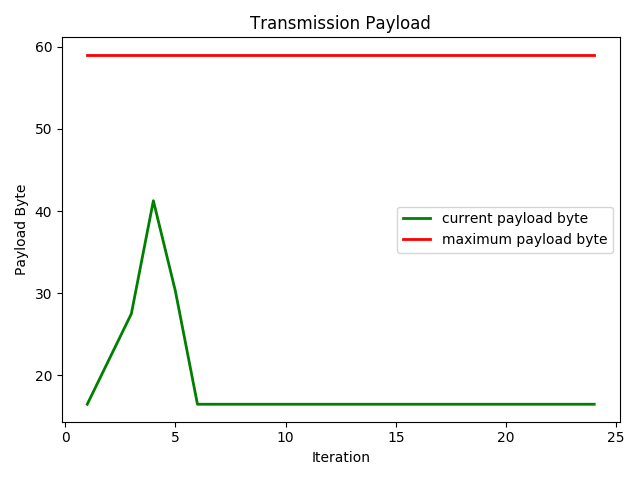 Transmission Payload
60
50
40
30
20
Payload Byte
current payload byte
maximum payload byte
0 5 10 15 20 25
Iteration